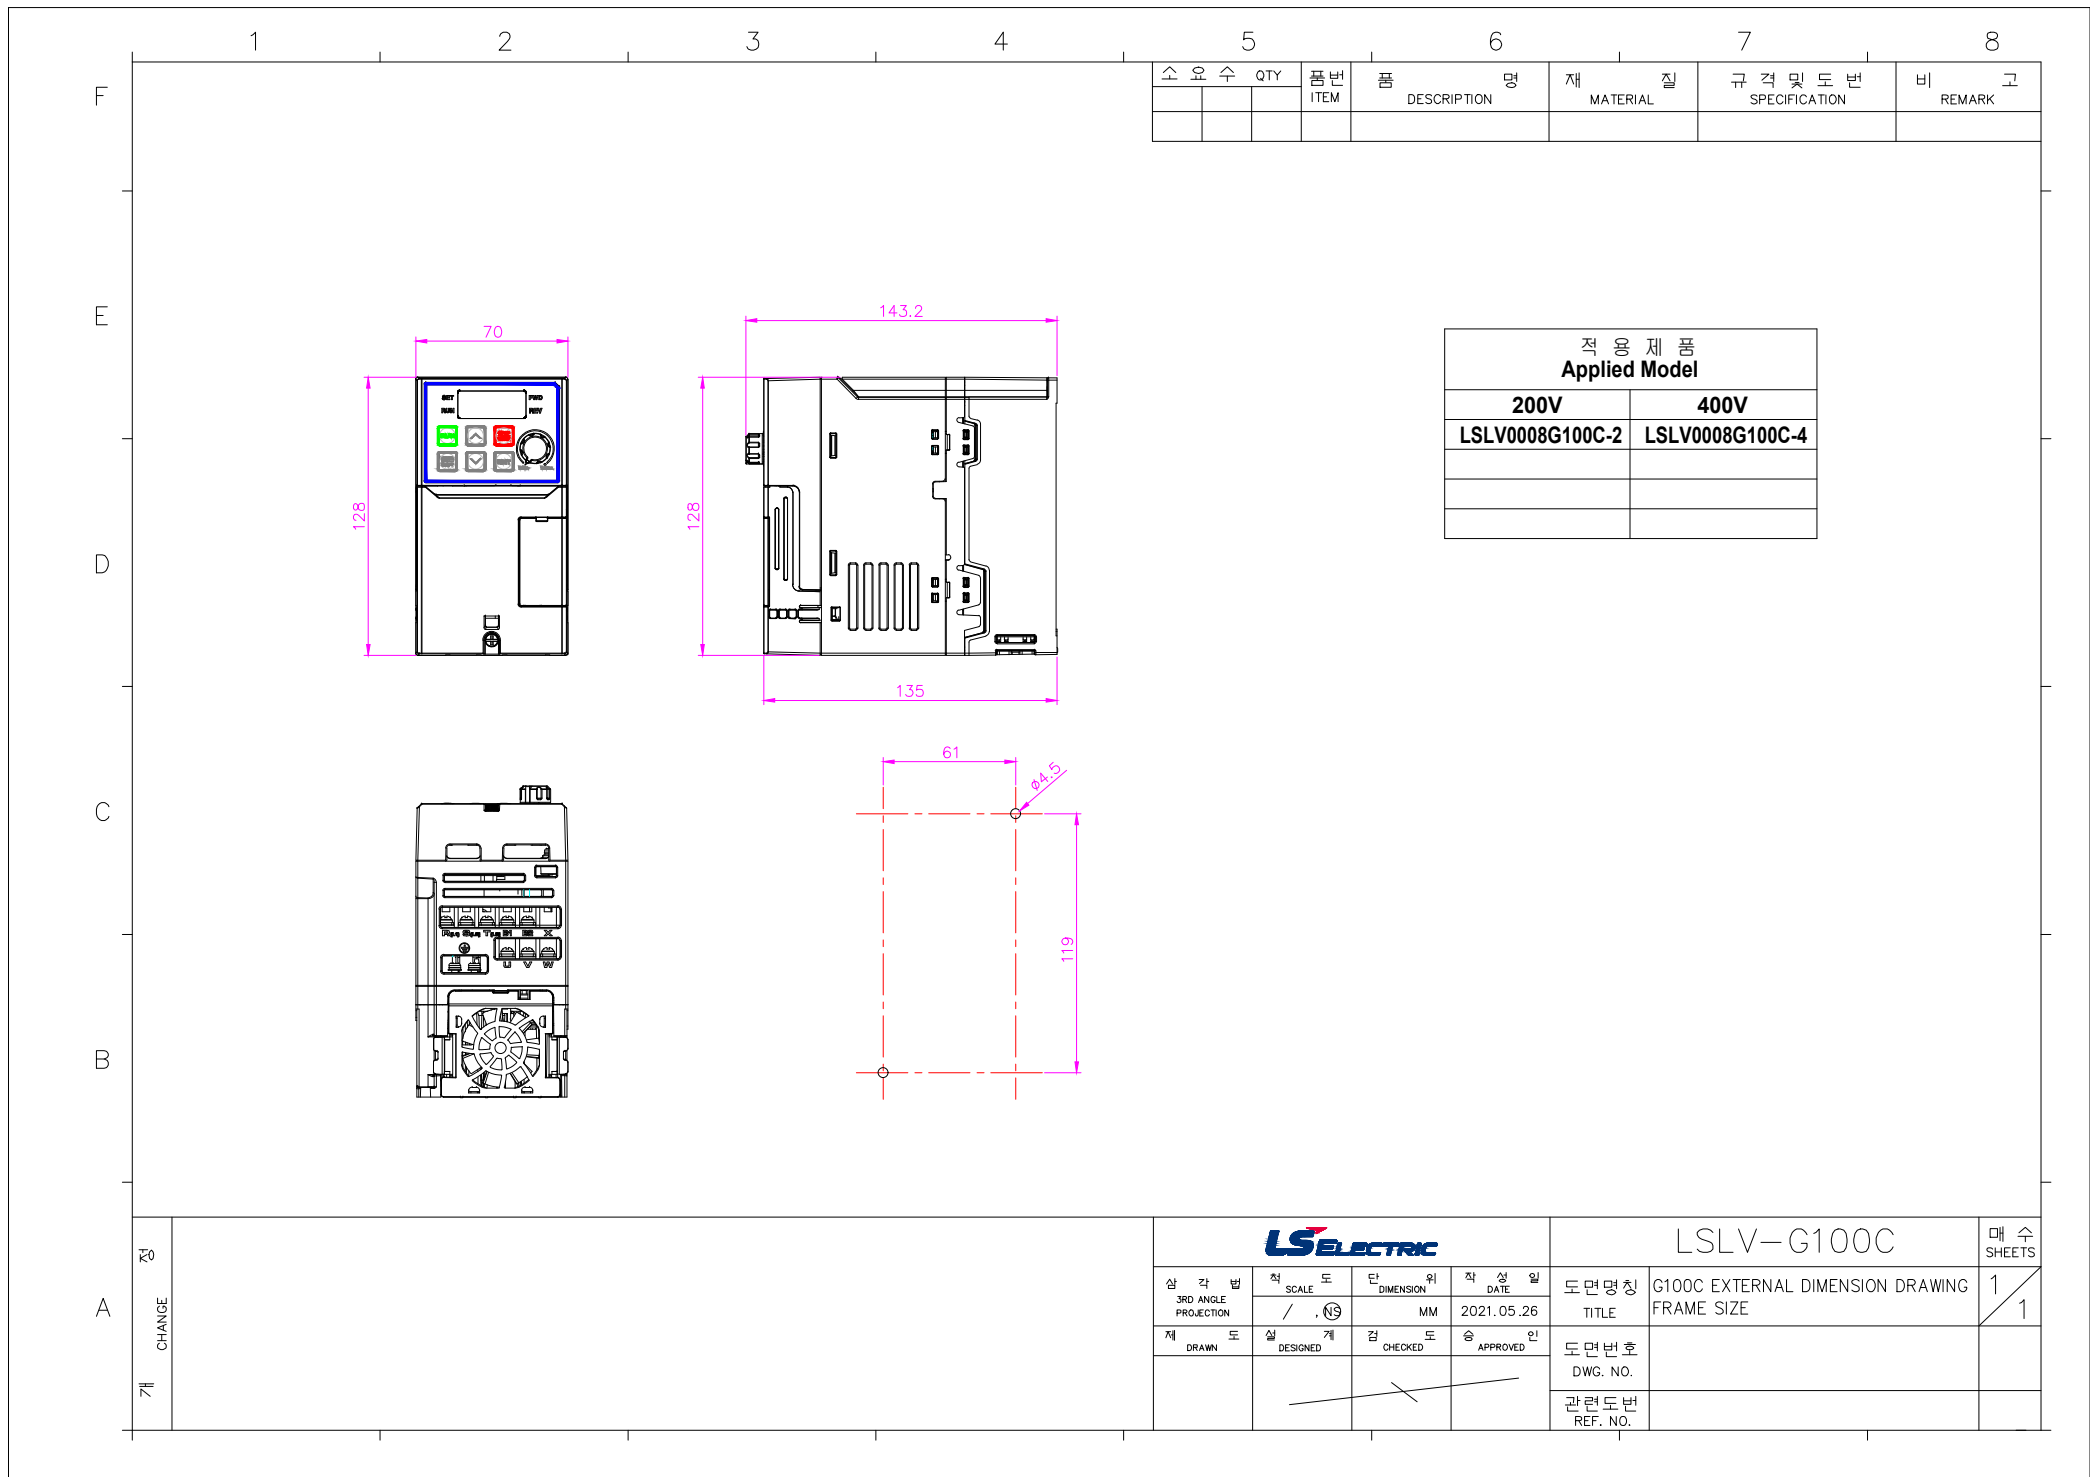 1 2 3 4 5 6 7 8
F
E
D
C
B
A
소 요 수 QTY
품번
ITEM
품 명
DESCRIPTION
재 질
MATERIAL
규 격 및 도 번
SPECIFICATION
비 고
REMARK
70
128
SET
RUN
FWD
REV
143.2
128
135
적 용 제 품
Applied Model
200V 400V
LSLV0008G100C-2 LSLV0008G100C-4
61
ø4.5
119
B1 B2 X
U V W
개 정
CHANGE
LS ELECTRIC
LSLV-G100C
매 수
SHEETS
삼 각 법
3RD ANGLE
PROJECTION
척 도
SCALE
/ , NS
단 위
DIMENSION
MM
작 성 일
DATE
2021.05.26
도면명칭
TITLE
G100C EXTERNAL DIMENSION DRAWING
FRAME SIZE
1/1
제 도
DRAWN
설 계
DESIGNED
검 도
CHECKED
승 인
APPROVED
도면번호
DWG. NO.
관련도번
REF. NO.